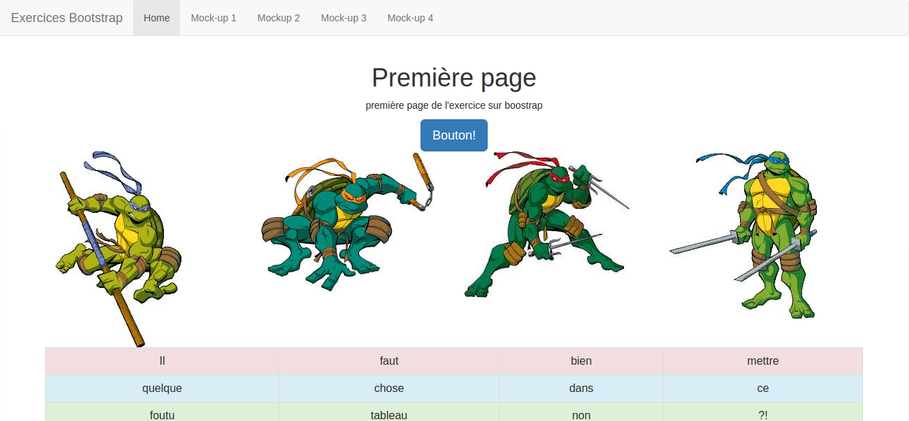 Exercices Bootstrap Home Mock-up 1 Mockup 2 Mock-up 3 Mock-up 4
Première page
première page de l'exercice sur boostrap
Bouton!
Il faut bien mettre
quelque chose dans ce
foutu tableau non ?!